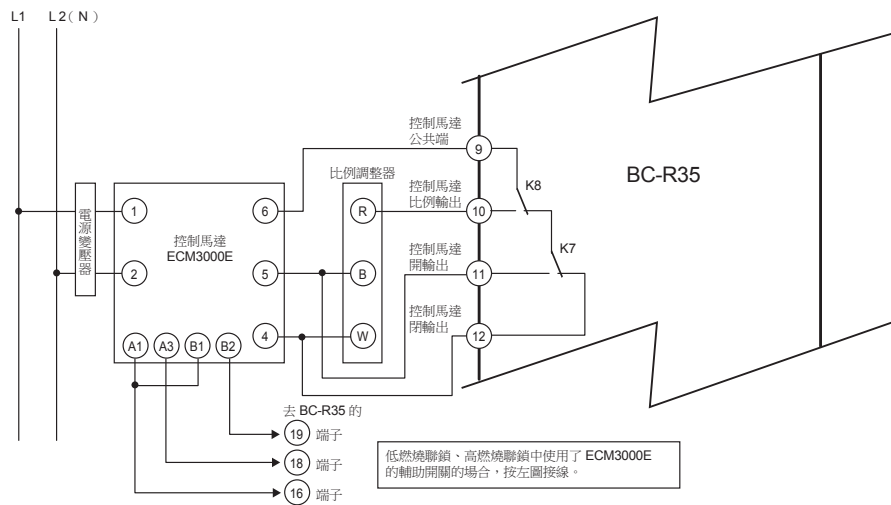 L1
L2(N)
電源變壓器
1
2
控制馬達
ECM3000E
6
5
4
A1
A3
B1
B2
比例調整器
R
B
W
控制馬達
公共端
9
控制馬達
比例輸出
10
控制馬達
開輸出
11
控制馬達
閉輸出
12
K8
K7
BC-R35
去 BC-R35 的
19 端子
18 端子
16 端子
低燃燒聯鎖、高燃燒聯鎖中使用了 ECM3000E
的輔助開關的場合，按左圖接線。